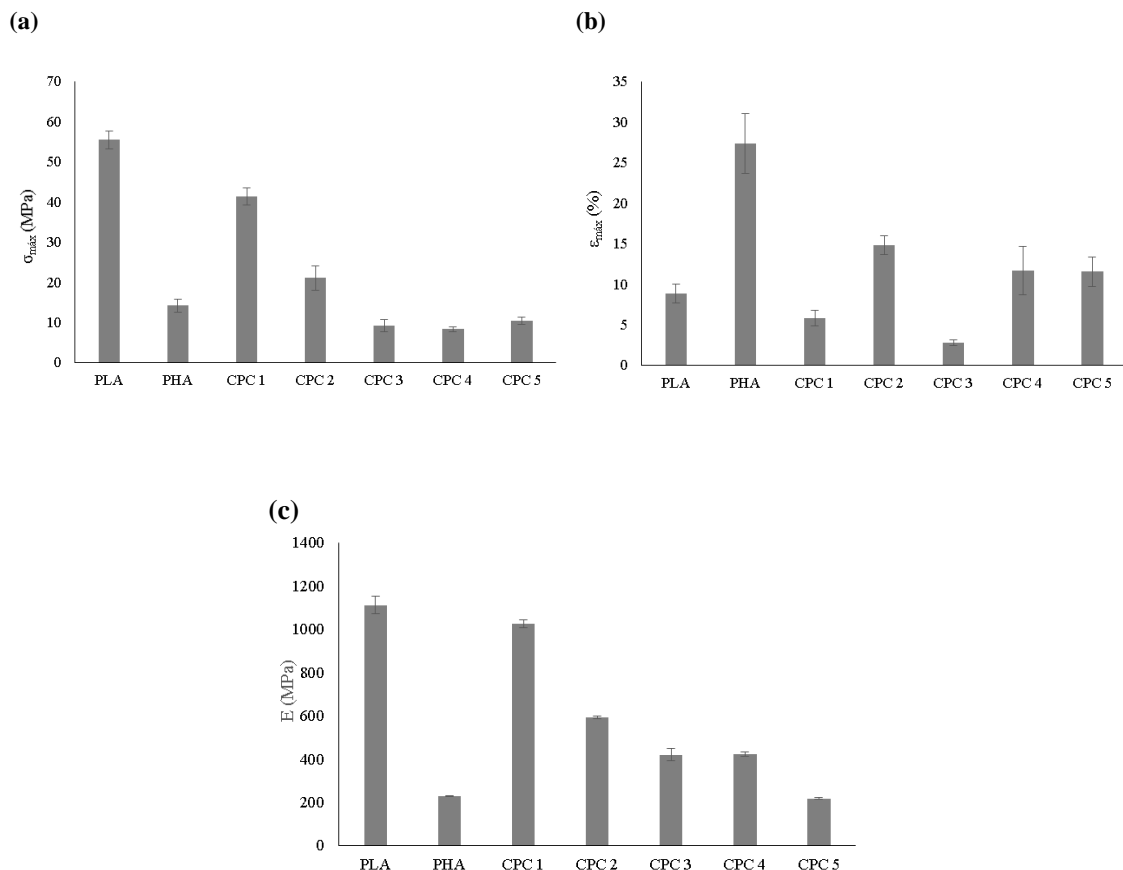 (a)
70
60
50
40
30
20
10
0
σmáx (MPa)
PLA PHA CPC 1 CPC 2 CPC 3 CPC 4 CPC 5
(b)
35
30
25
20
15
10
5
0
εmáx (%)
PLA PHA CPC 1 CPC 2 CPC 3 CPC 4 CPC 5
(c)
1400
1200
1000
800
600
400
200
0
E (MPa)
PLA PHA CPC 1 CPC 2 CPC 3 CPC 4 CPC 5